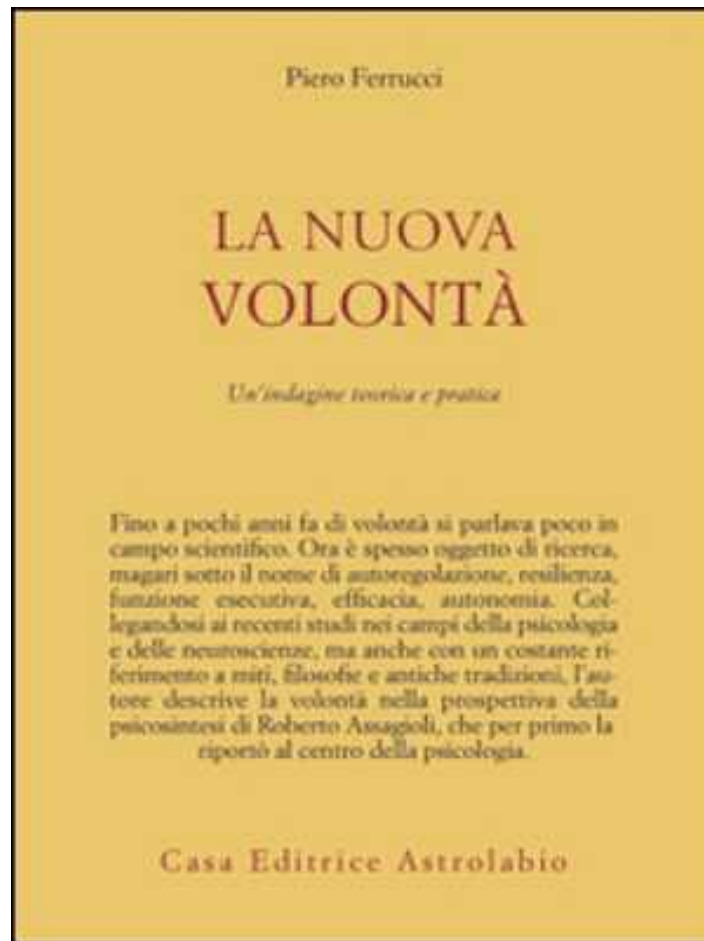 Piero Ferrucci
LA NUOVA
VOLONTÀ
Un'indagine teorica e pratica
Fino a pochi anni fa di volontà si parlava poco in
campo scientifico. Ora è spesso oggetto di ricerca,
magari sotto il nome di autoregolazione, resilienza,
funzione esecutiva, efficacia, autonomia. Col-
legandosi ai recenti studi nei campi della psicologia
e delle neuroscienze, ma anche con un costante ri-
ferimento a miti, filosofie e antiche tradizioni, l'au-
tore descrive la volontà nella prospettiva della
psicosintesi di Roberto Assagioli, che per primo la
riportò al centro della psicologia.
Casa Editrice Astrolabio